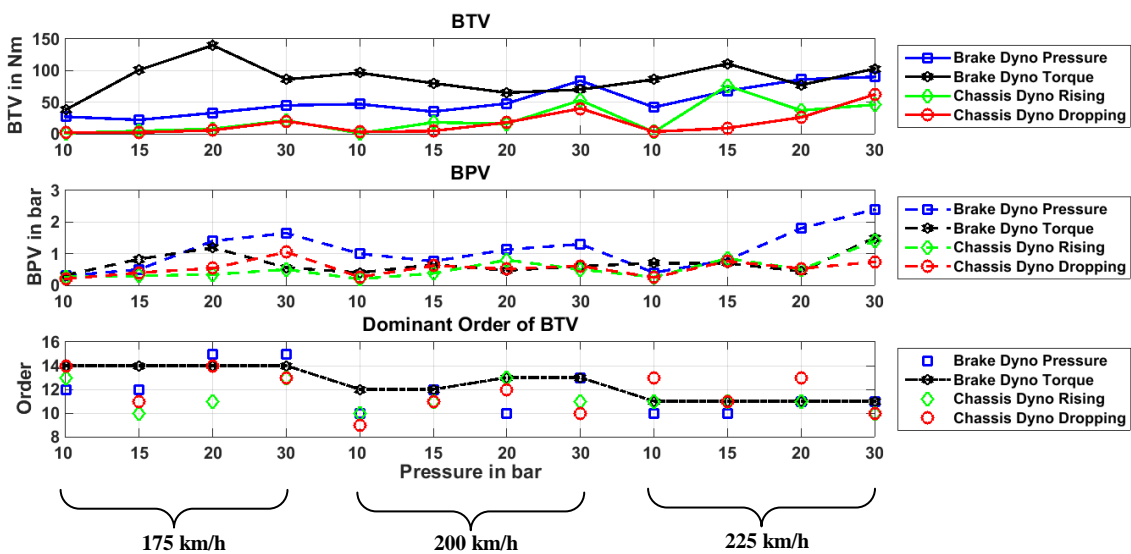 BTV
BTV in Nm
150
100
50
0
10 15 20 30 10 15 20 30 10 15 20 30
Brake Dyno Pressure
Brake Dyno Torque
Chassis Dyno Rising
Chassis Dyno Dropping
BPV
BPV in bar
3
2
1
0
10 15 20 30 10 15 20 30 10 15 20 30
Brake Dyno Pressure
Brake Dyno Torque
Chassis Dyno Rising
Chassis Dyno Dropping
Dominant Order of BTV
Order
16
14
12
10
8
10 15 20 30 10 15 20 30 10 15 20 30
Pressure in bar
Brake Dyno Pressure
Brake Dyno Torque
Chassis Dyno Rising
Chassis Dyno Dropping
175 km/h 200 km/h 225 km/h